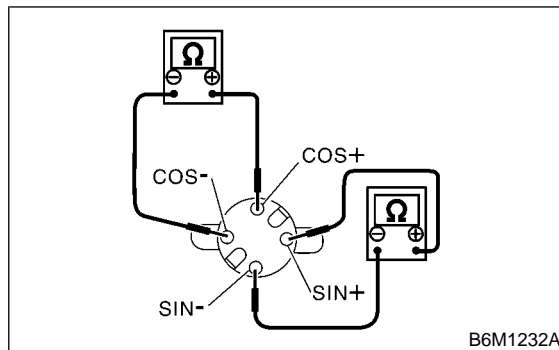 Ω
⊖ ⊕
COS+
COS-
Ω
⊖ ⊕
SIN+
SIN-
B6M1232A